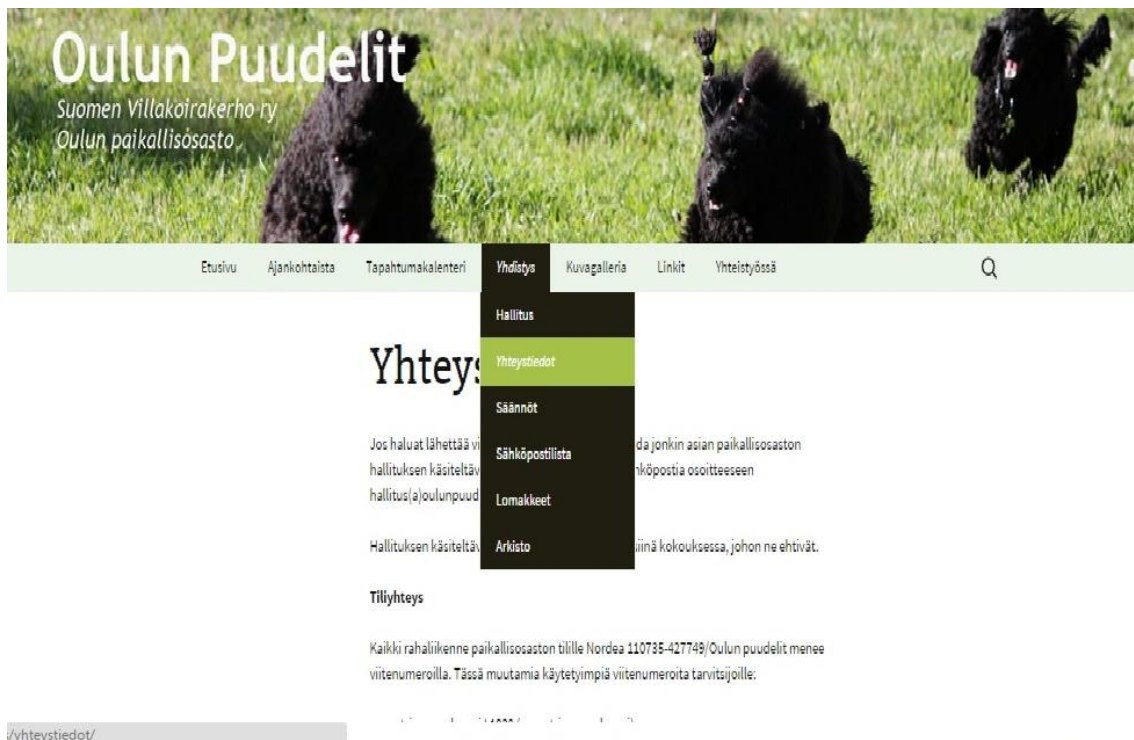 Oulun Puudelit
Suomen Villakoirakerho ry
Oulun paikallisosasto
Etusivu Ajankohtaista Tapahtumakalenteri Yhdistys Kuvagalleria Linkit Yhteistyössä
Hallitus
Yhteystiedot
Säännöt
Sähköpostilista
Lomakkeet
Arkisto
Yhteys
Jos haluat lähettää vi da jonkin asian paikallisosaston
hallituksen käsiteltäv hköpostia osoitteeseen
hallitus(a)oulunpuud
Hallituksen käsiteltäv siinä kokouksessa, johon ne ehtivät.
Tiliyhteys
Kaikki rahaliikenne paikallisosaston tilille Nordea 110735-427749/Oulun puudelit menee
viitenumeroilla. Tässä muutamia käytetyimpiä viitenumeroita tarvitsijoille:
/yhteystiedot/